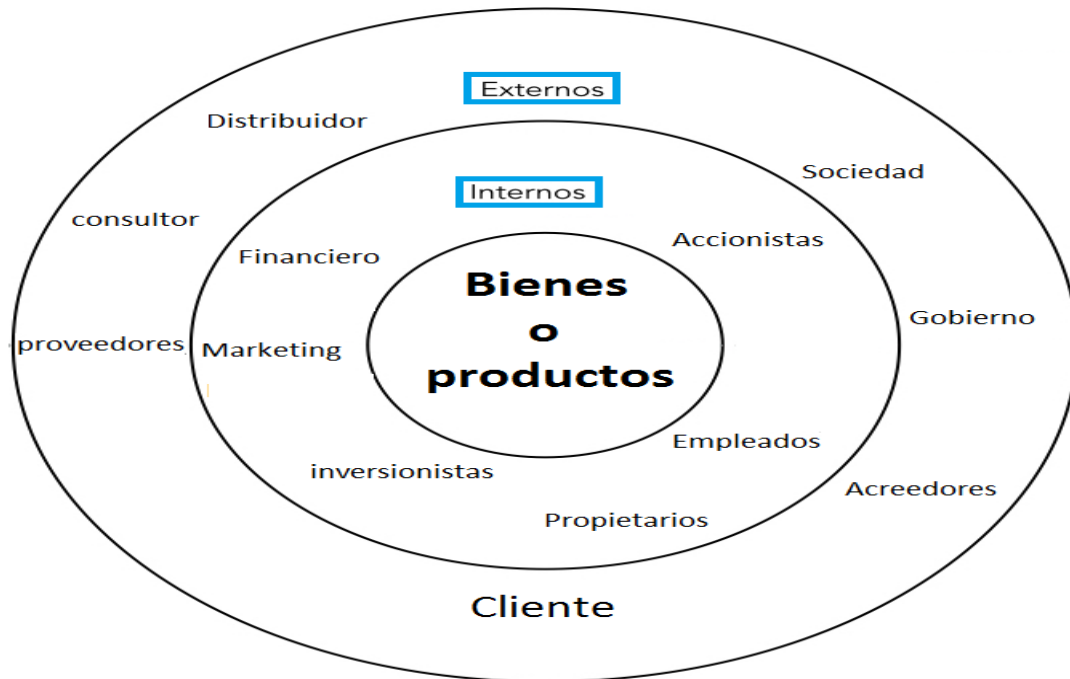 Externos
Distribuidor
Sociedad
Internos
consultor
Accionistas
Financiero
Bienes
o
productos
Gobierno
proveedores
Marketing
Empleados
inversionistas
Acreedores
Propietarios
Cliente